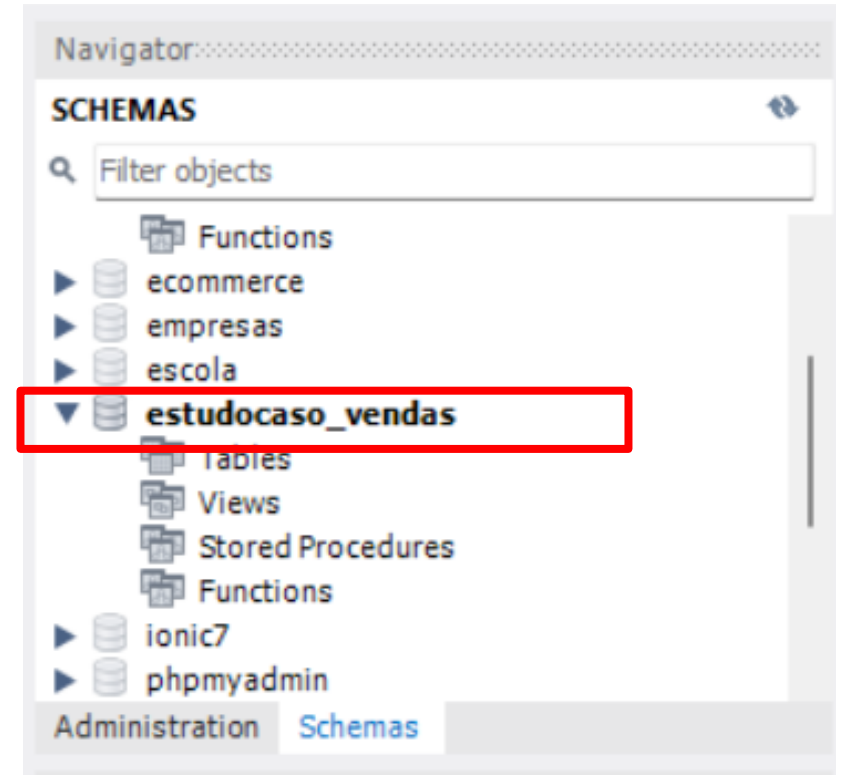 Navigator
SCHEMAS
Filter objects
Functions
ecommerce
empresas
escola
estudocaso_vendas
Tables
Views
Stored Procedures
Functions
ionic7
phpmyadmin
Administration Schemas